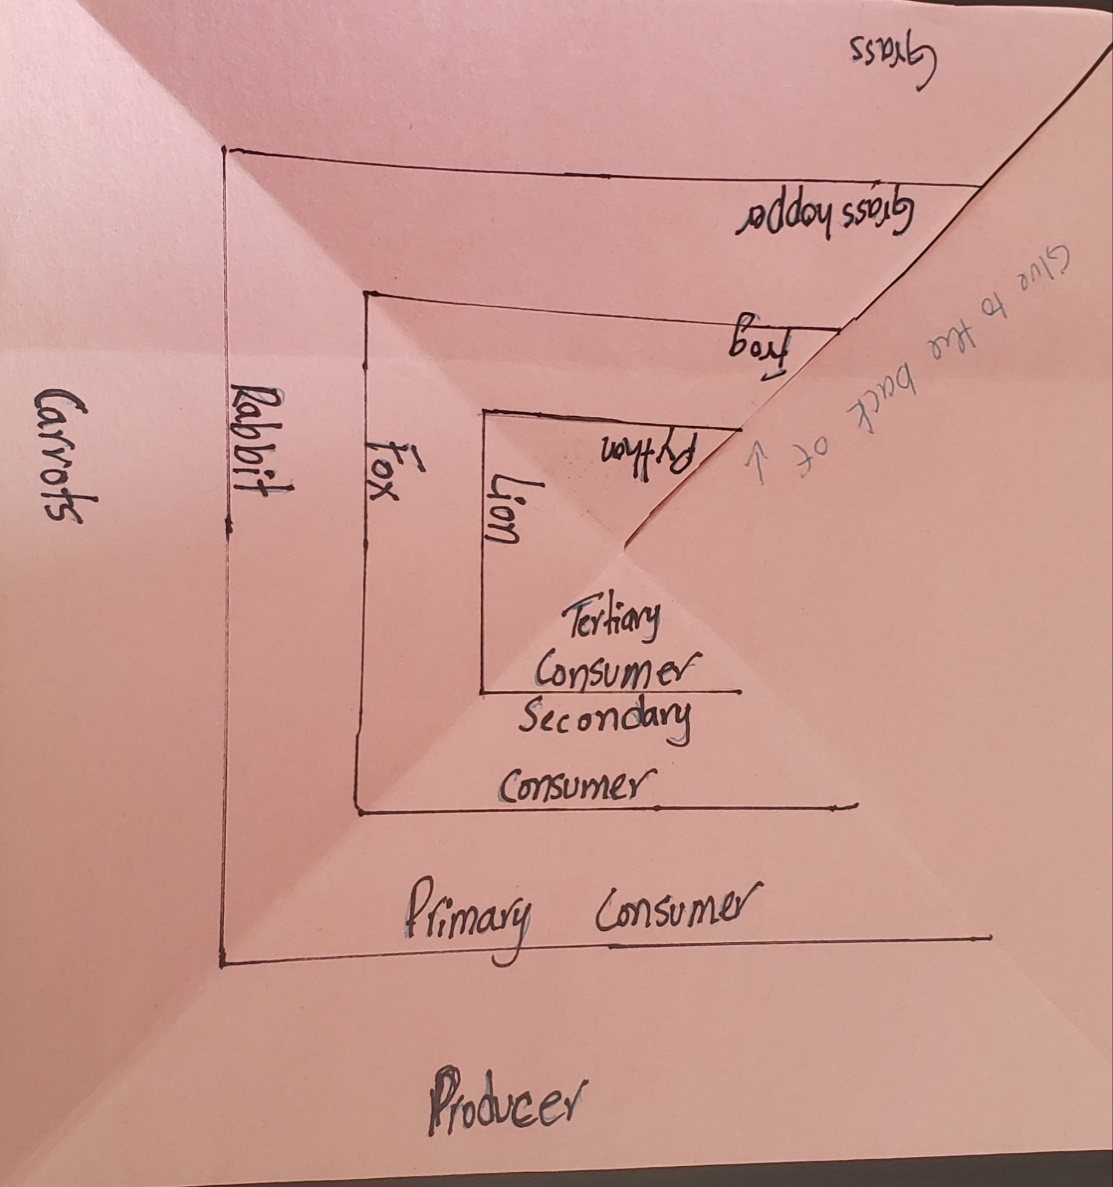 Grass
Grass hopper
frog
Python
Glue to the back of ↓
Carrots
Rabbit
Fox
Lion
Tertiary
Consumer
Secondary
Consumer
Primary Consumer
Producer